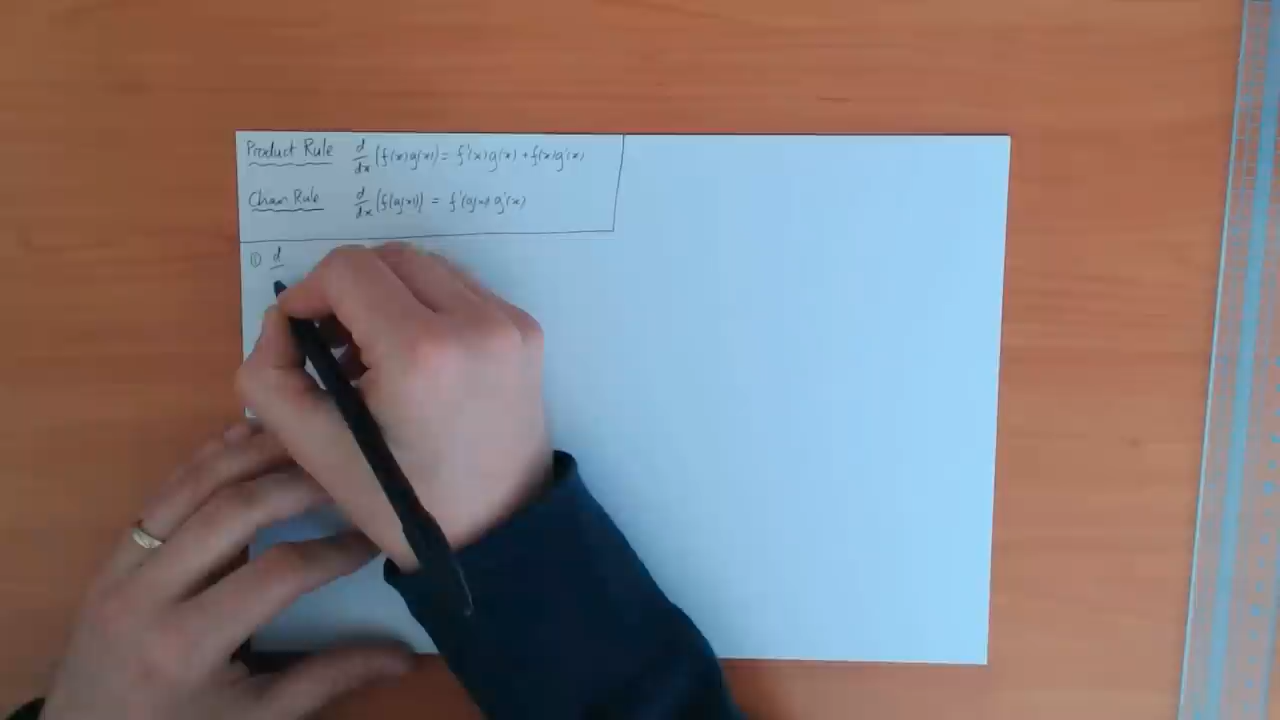 Product Rule d/dx (f(x)g(x)) = f'(x)g(x) + f(x)g'(x)
Chain Rule d/dx (f(g(x))) = f'(g(x)) g'(x)
① d